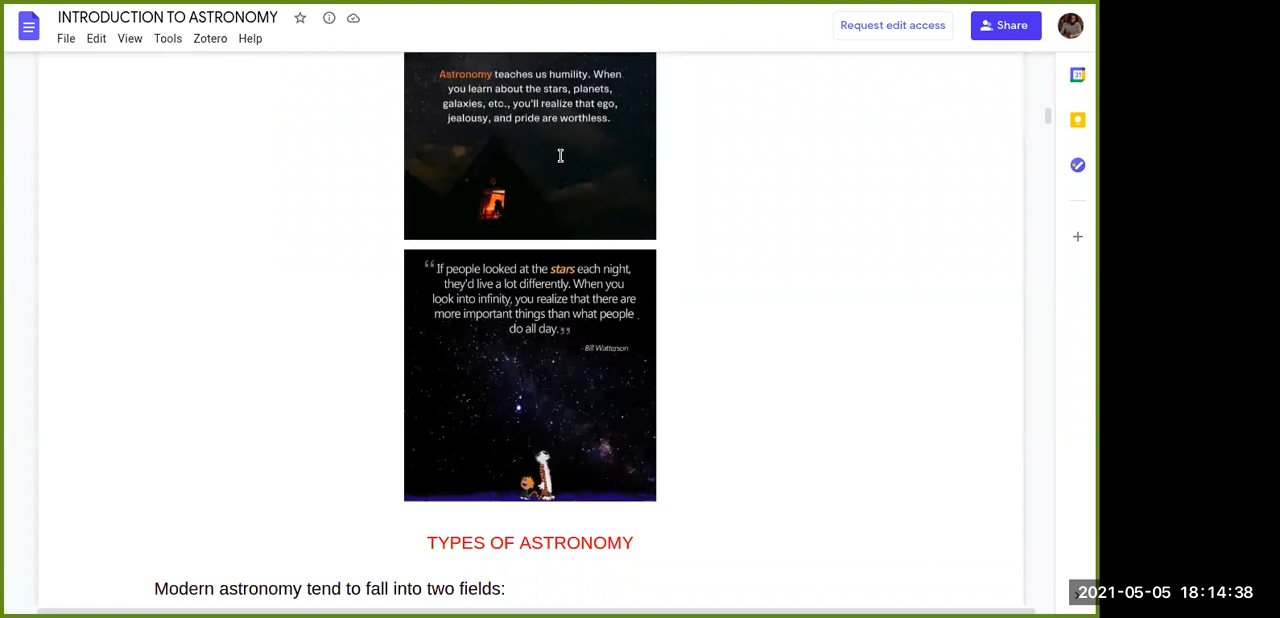 INTRODUCTION TO ASTRONOMY
File Edit View Tools Zotero Help
Request edit access
Share
31
Astronomy teaches us humility. When
you learn about the stars, planets,
galaxies, etc., you'll realize that ego,
jealousy, and pride are worthless.
“If people looked at the stars each night,
they'd live a lot differently. When you
look into infinity, you realize that there are
more important things than what people
do all day.”
- Bill Watterson
TYPES OF ASTRONOMY
Modern astronomy tend to fall into two fields:
2021-05-05 18:14:38